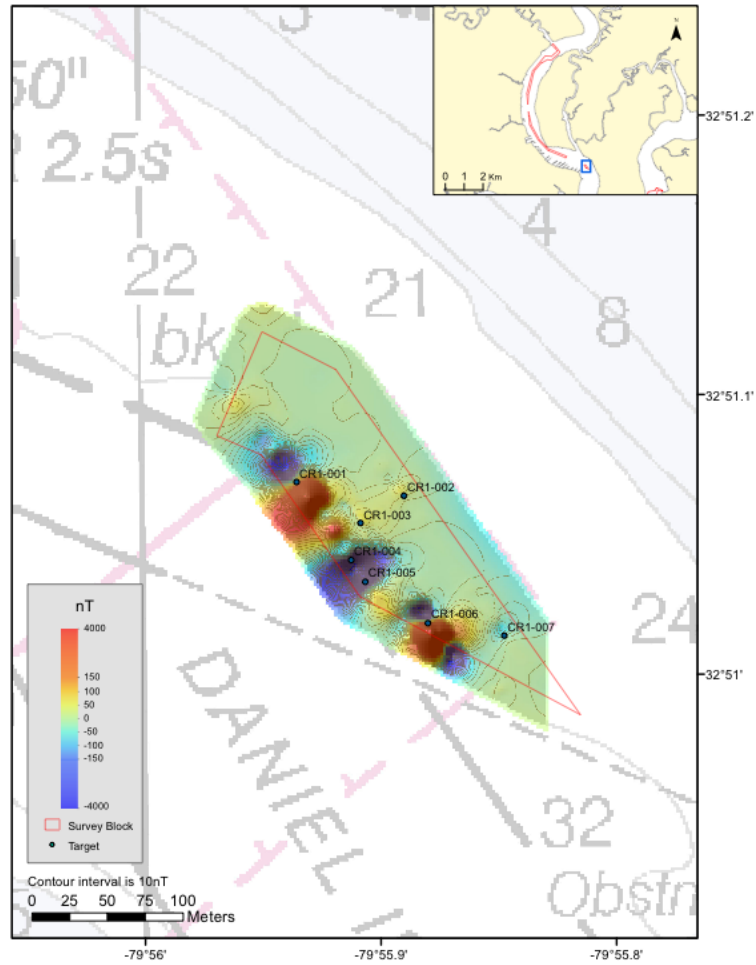 50"
2.5s
22
21
bk
4
8
24
32
DANIEL I
Obstn
N
0 1 2 Km
32°51.2'
32°51.1'
32°51'
CR1-001
CR1-002
CR1-003
CR1-004
CR1-005
CR1-006
CR1-007
nT
4000
150
100
50
0
-50
-100
-150
-4000
Survey Block
Target
Contour interval is 10nT
0 25 50 75 100
Meters
-79°56' -79°55.9' -79°55.8'